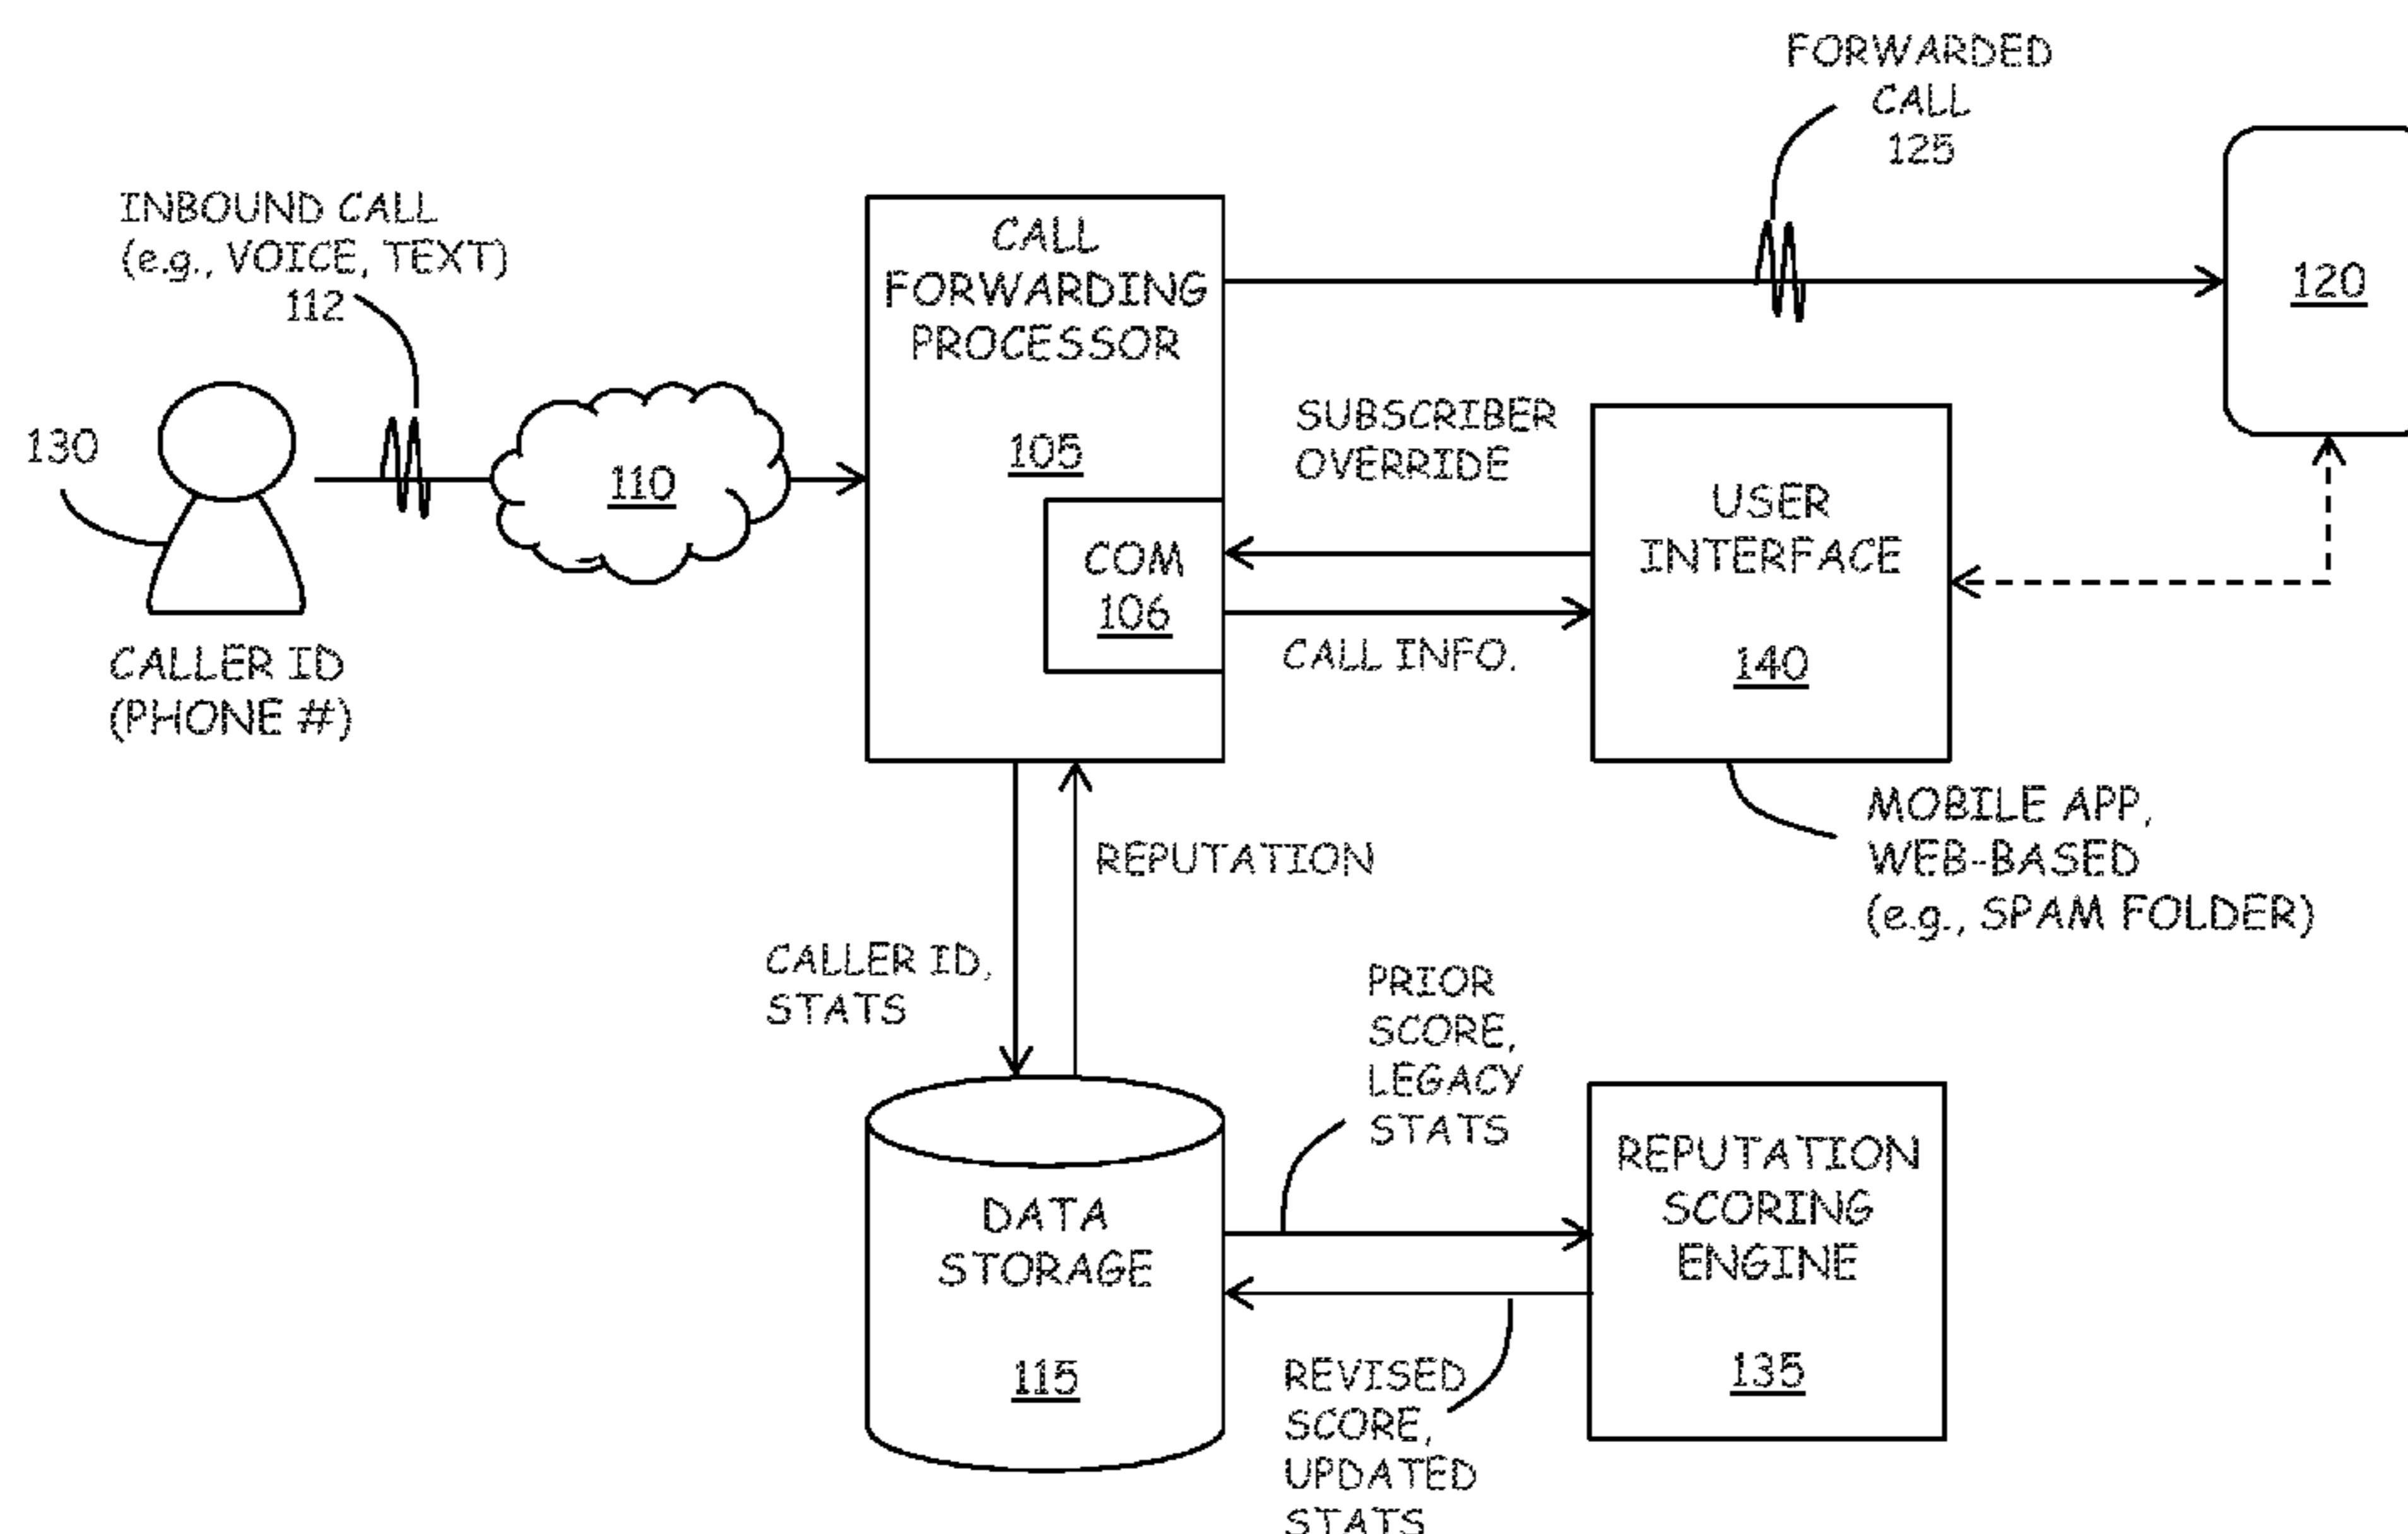 FORWARDED
CALL
125
INBOUND CALL
(e.g., VOICE, TEXT)
112
CALL
FORWARDING
PROCESSOR
105
120
130
110
SUBSCRIBER
OVERRIDE
COM
106
USER
INTERFACE
140
CALL INFO.
CALLER ID
(PHONE #)
MOBILE APP,
WEB-BASED
(e.g., SPAM FOLDER)
REPUTATION
CALLER ID,
STATS
PRIOR
SCORE,
LEGACY
STATS
DATA
STORAGE
115
REPUTATION
SCORING
ENGINE
135
REVISED
SCORE,
UPDATED
STATS